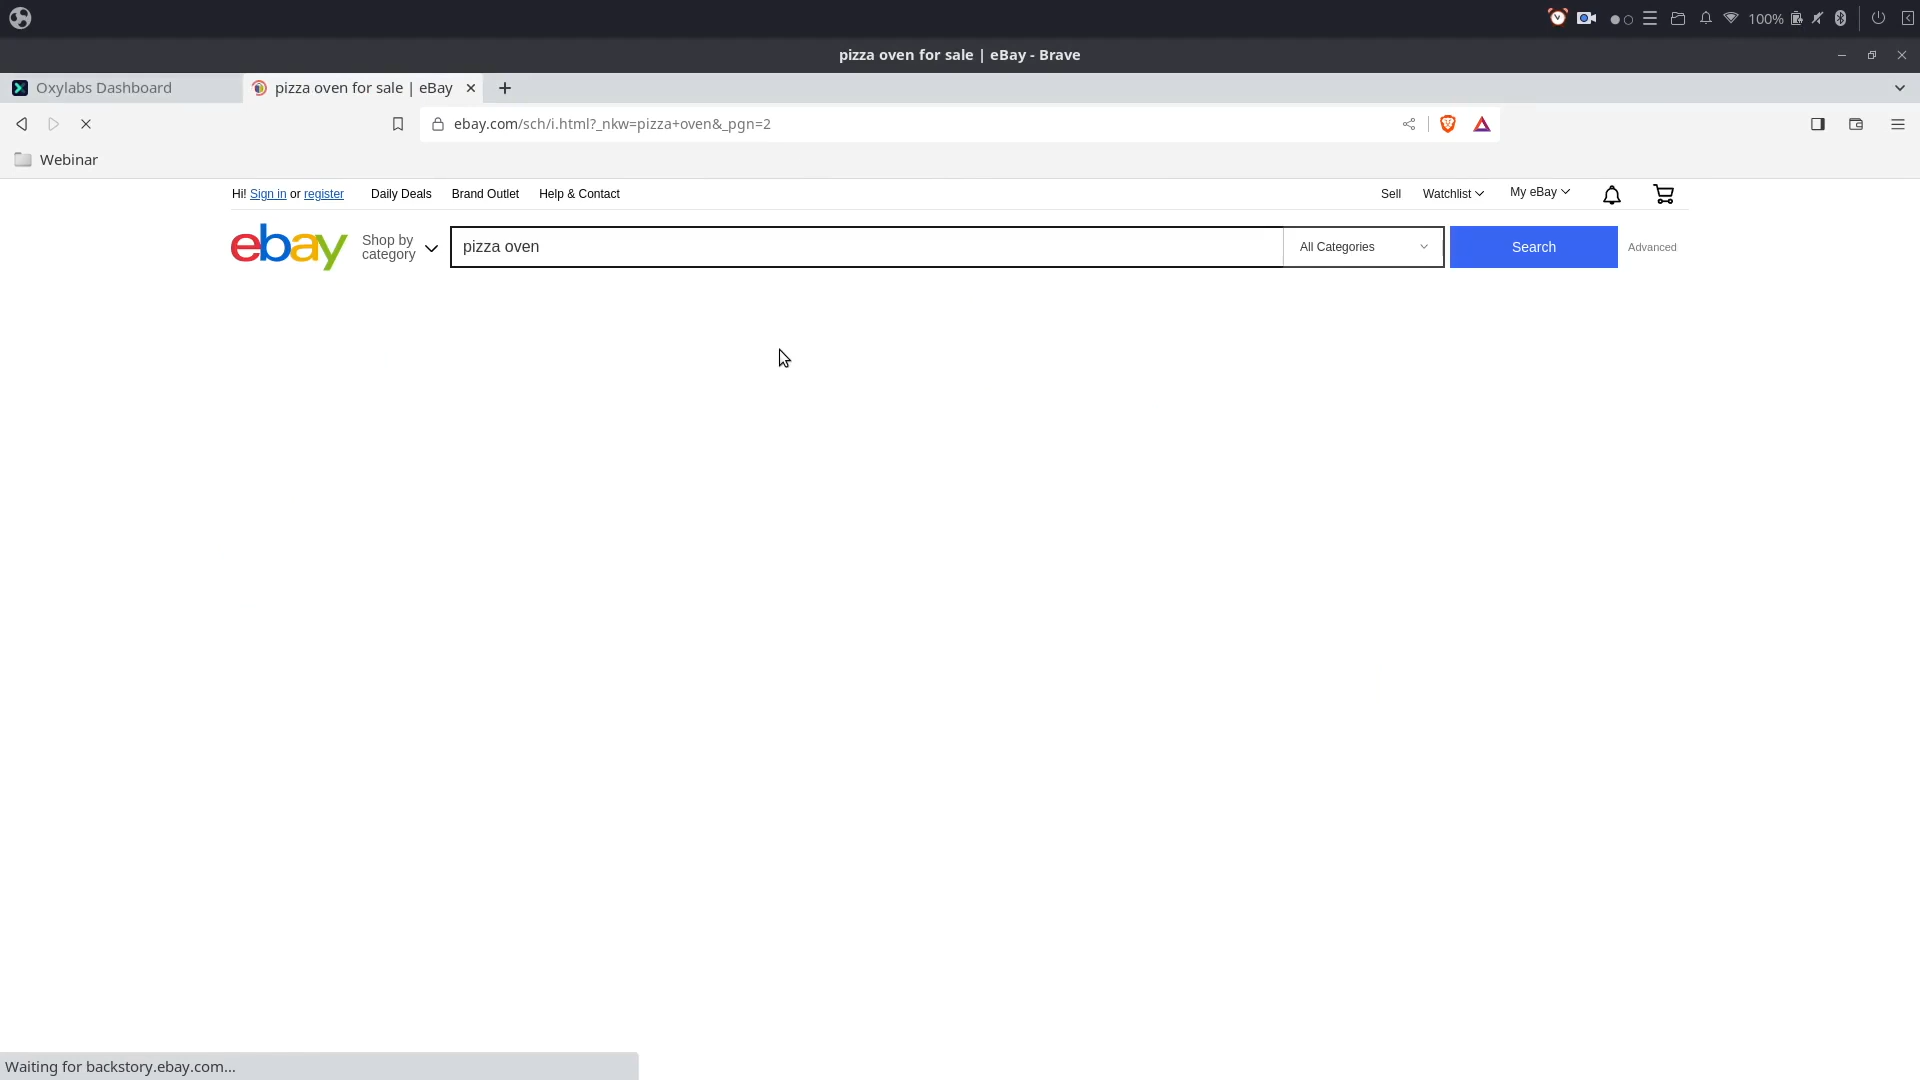 100%
pizza oven for sale | eBay - Brave
Oxylabs Dashboard
pizza oven for sale | eBay
ebay.com/sch/i.html?_nkw=pizza+oven&_pgn=2
Webinar
Hi! Sign in or register Daily Deals Brand Outlet Help & Contact Sell Watchlist My eBay
ebay
Shop by
category
pizza oven
All Categories
Search
Advanced
Waiting for backstory.ebay.com...